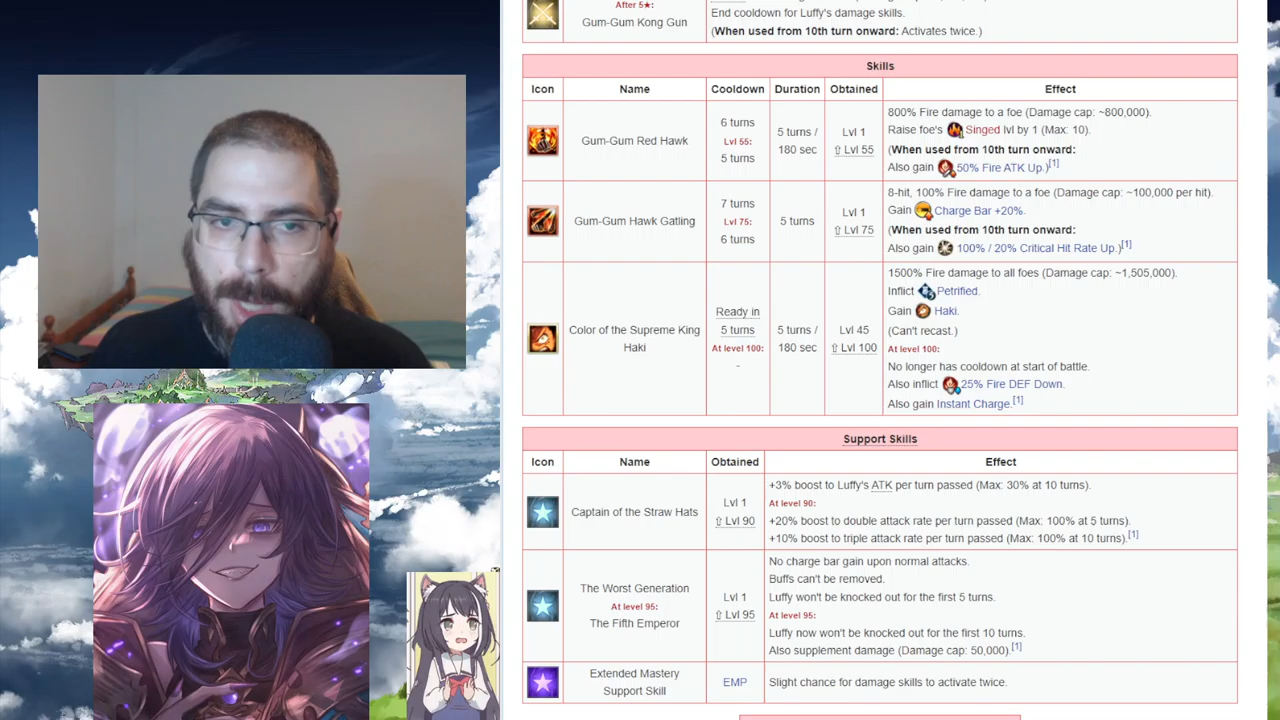 After 5★:
Gum-Gum Kong Gun
End cooldown for Luffy's damage skills.
(When used from 10th turn onward: Activates twice.)
Skills
Icon Name Cooldown Duration Obtained Effect
Gum-Gum Red Hawk
6 turns
Lvl 55:
5 turns
5 turns /
180 sec
Lvl 1
⇧ Lvl 55
800% Fire damage to a foe (Damage cap: ~800,000).
Raise foe's Singed lvl by 1 (Max: 10).
(When used from 10th turn onward:
Also gain 50% Fire ATK Up.)[1]
Gum-Gum Hawk Gatling
7 turns
Lvl 75:
6 turns
5 turns
Lvl 1
⇧ Lvl 75
8-hit, 100% Fire damage to a foe (Damage cap: ~100,000 per hit).
Gain Charge Bar +20%.
(When used from 10th turn onward:
Also gain 100% / 20% Critical Hit Rate Up.)[1]
Color of the Supreme King
Haki
Ready in
5 turns
At level 100:
-
5 turns /
180 sec
Lvl 45
⇧ Lvl 100
1500% Fire damage to all foes (Damage cap: ~1,505,000).
Inflict Petrified.
Gain Haki.
(Can't recast.)
At level 100:
No longer has cooldown at start of battle.
Also inflict 25% Fire DEF Down.
Also gain Instant Charge.[1]
Support Skills
Icon Name Obtained Effect
Captain of the Straw Hats
Lvl 1
⇧ Lvl 90
+3% boost to Luffy's ATK per turn passed (Max: 30% at 10 turns).
At level 90:
+20% boost to double attack rate per turn passed (Max: 100% at 5 turns).
+10% boost to triple attack rate per turn passed (Max: 100% at 10 turns).[1]
The Worst Generation
At level 95:
The Fifth Emperor
Lvl 1
⇧ Lvl 95
No charge bar gain upon normal attacks.
Buffs can't be removed.
Luffy won't be knocked out for the first 5 turns.
At level 95:
Luffy now won't be knocked out for the first 10 turns.
Also supplement damage (Damage cap: 50,000).[1]
Extended Mastery
Support Skill
EMP
Slight chance for damage skills to activate twice.